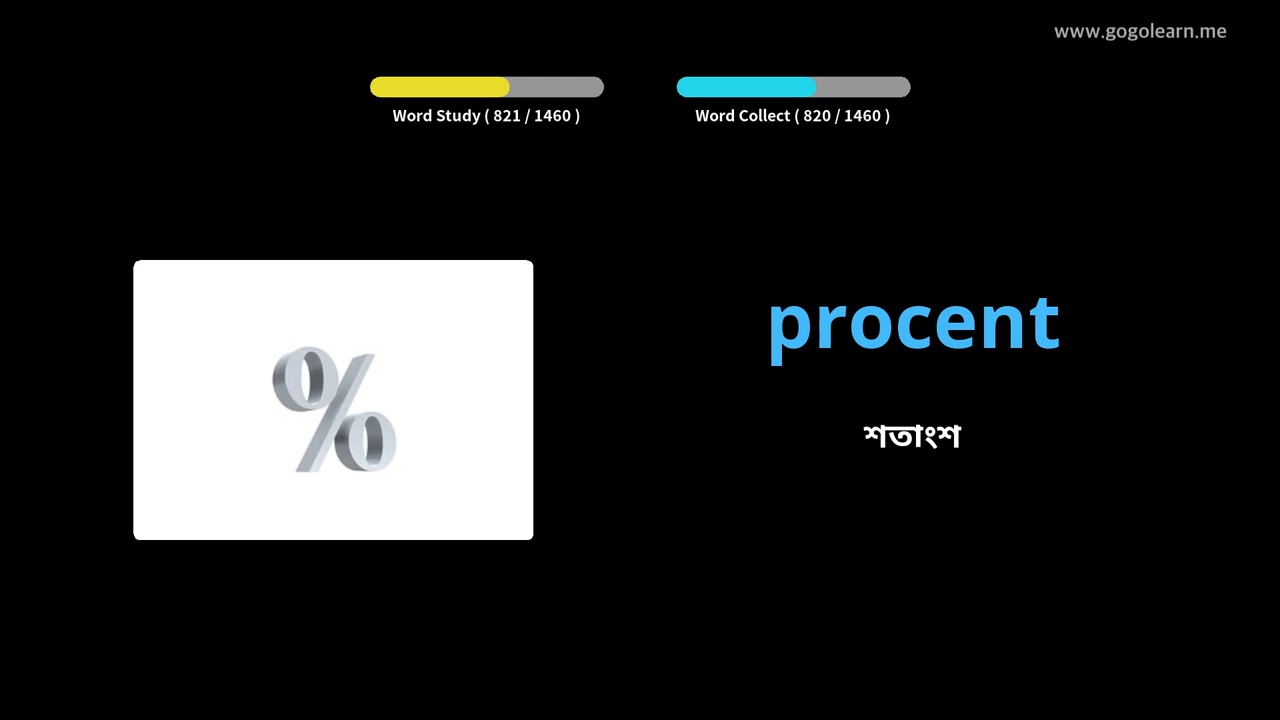 www.gogolearn.me
Word Study ( 821 / 1460 )
Word Collect ( 820 / 1460 )
%
procent
শতাংশ